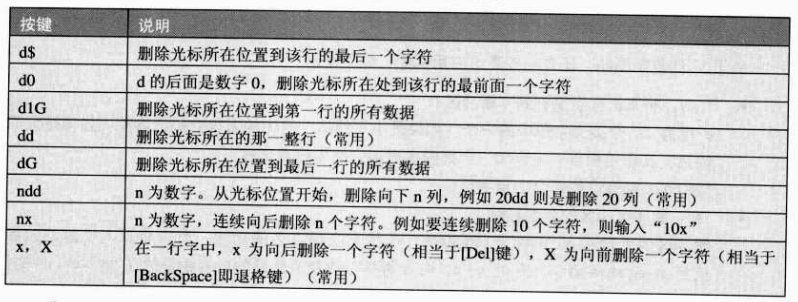 按键 说明
d$ 删除光标所在位置到该行的最后一个字符
d0 d 的后面是数字 0，删除光标所在处到该行的最前面一个字符
d1G 删除光标所在位置到第一行的所有数据
dd 删除光标所在的那一整行（常用）
dG 删除光标所在位置到最后一行的所有数据
ndd n 为数字。从光标位置开始，删除向下 n 列，例如 20dd 则是删除 20 列（常用）
nx n 为数字，连续向后删除 n 个字符。例如要连续删除 10 个字符，则输入“10x”
x，X 在一行字中，x 为向后删除一个字符（相当于[Del]键），X 为向前删除一个字符（相当于
[BackSpace]即退格键）（常用）